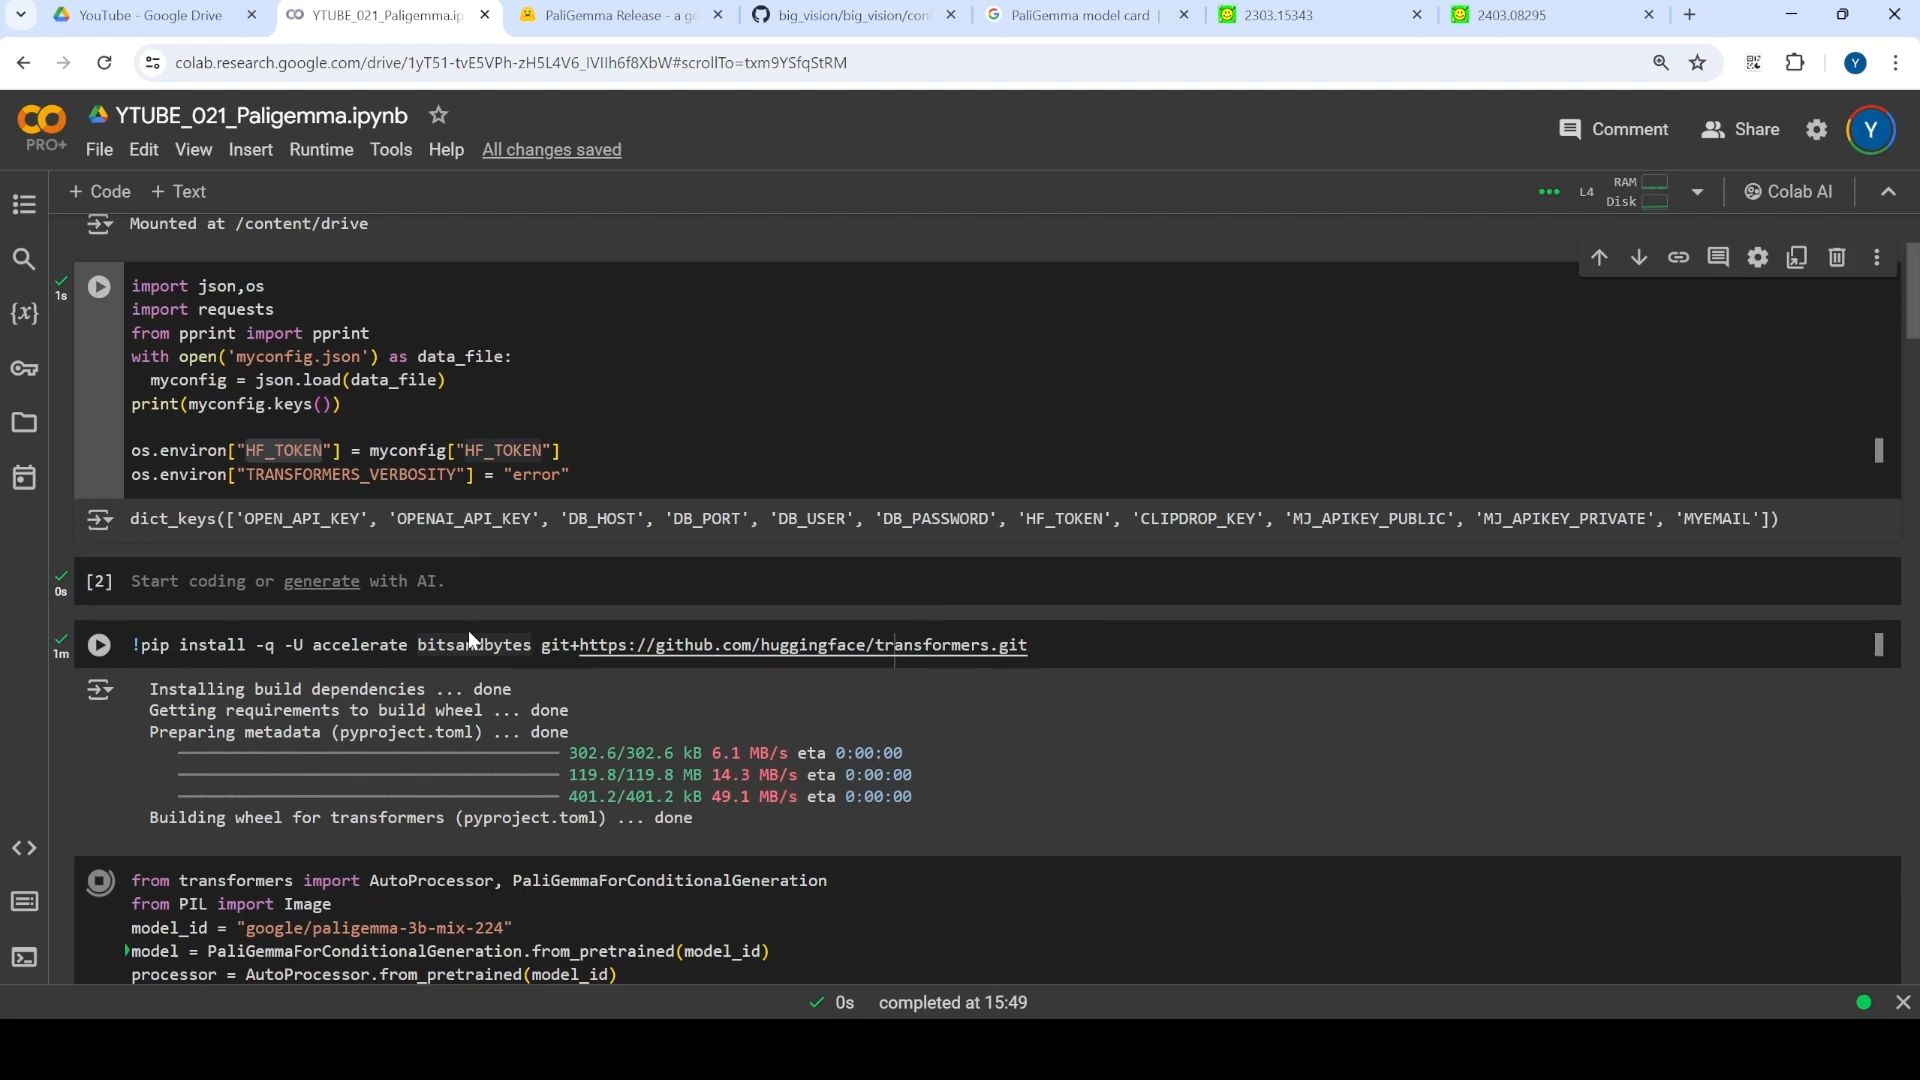 YouTube - Google Drive
YTUBE_021_Paligemma.ip
PaliGemma Release - a go
big_vision/big_vision/con
PaliGemma model card
2303.15343
2403.08295
colab.research.google.com/drive/1yT51-tvE5VPh-zH5L4V6_lVIIh6f8XbW#scrollTo=txm9YSfqStRM
Y
CO
PRO+
YTUBE_021_Paligemma.ipynb
Comment
Share
Y
File Edit View Insert Runtime Tools Help All changes saved
+ Code + Text
L4
RAM
Disk
Colab AI
Mounted at /content/drive
1s
import json,os
import requests
from pprint import pprint
with open('myconfig.json') as data_file:
myconfig = json.load(data_file)
print(myconfig.keys())
os.environ["HF_TOKEN"] = myconfig["HF_TOKEN"]
os.environ["TRANSFORMERS_VERBOSITY"] = "error"
dict_keys(['OPEN_API_KEY', 'OPENAI_API_KEY', 'DB_HOST', 'DB_PORT', 'DB_USER', 'DB_PASSWORD', 'HF_TOKEN', 'CLIPDROP_KEY', 'MJ_APIKEY_PUBLIC', 'MJ_APIKEY_PRIVATE', 'MYEMAIL'])
0s
[2] Start coding or generate with AI.
1m
!pip install -q -U accelerate bitsandbytes git+https://github.com/huggingface/transformers.git
Installing build dependencies ... done
Getting requirements to build wheel ... done
Preparing metadata (pyproject.toml) ... done
302.6/302.6 kB 6.1 MB/s eta 0:00:00
119.8/119.8 MB 14.3 MB/s eta 0:00:00
401.2/401.2 kB 49.1 MB/s eta 0:00:00
Building wheel for transformers (pyproject.toml) ... done
from transformers import AutoProcessor, PaliGemmaForConditionalGeneration
from PIL import Image
model_id = "google/paligemma-3b-mix-224"
model = PaliGemmaForConditionalGeneration.from_pretrained(model_id)
processor = AutoProcessor.from_pretrained(model_id)
0s completed at 15:49